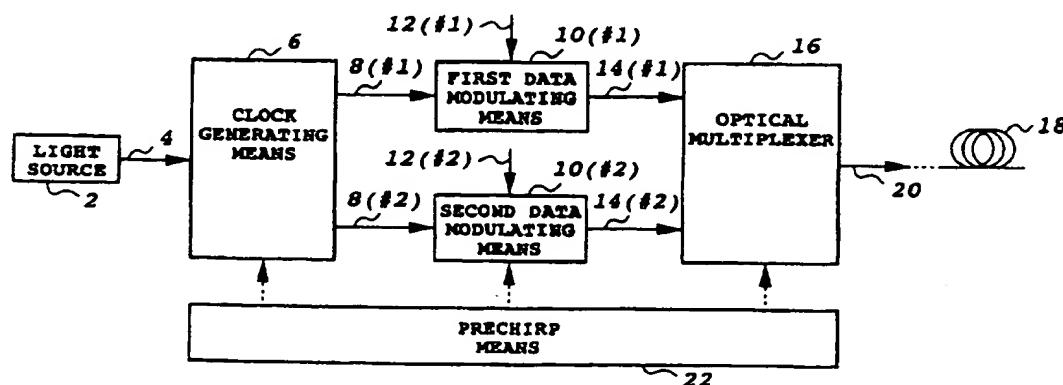 12(#1)
6
10(#1)
16
8(#1)
FIRST DATA
MODULATING
MEANS
14(#1)
CLOCK
GENERATING
MEANS
OPTICAL
MULTIPLEXER
18
4
LIGHT
SOURCE
2
12(#2)
10(#2)
20
8(#2)
SECOND DATA
MODULATING
MEANS
14(#2)
PRECHIRP
MEANS
22